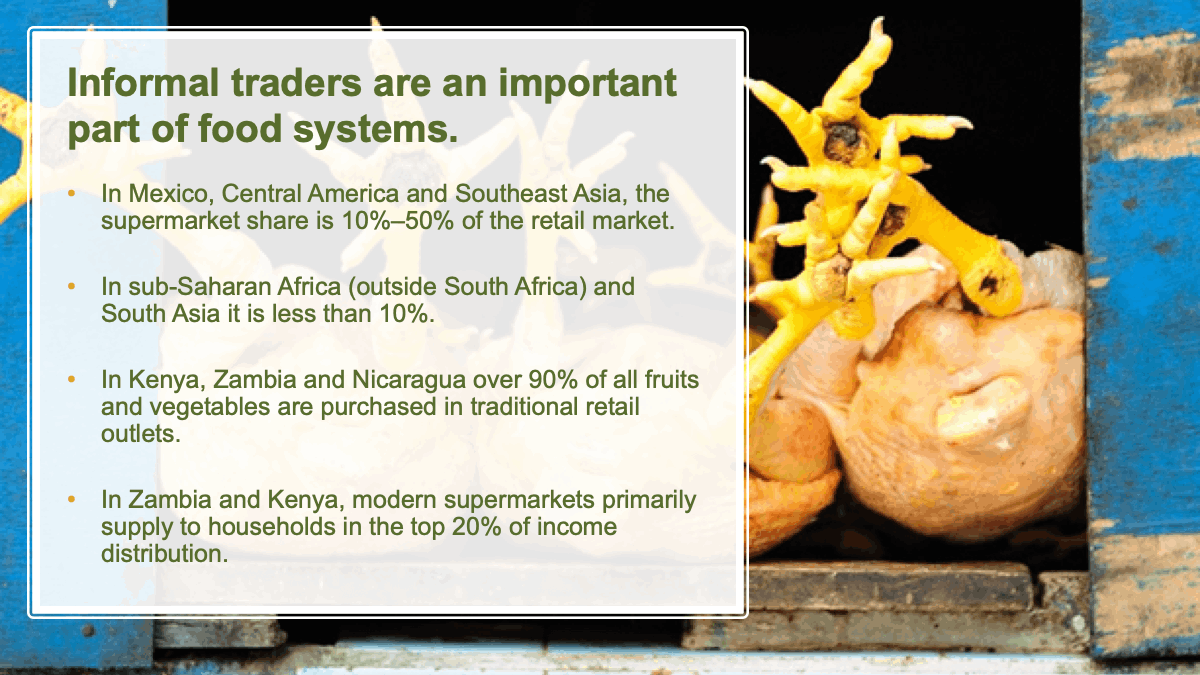 Informal traders are an important
part of food systems.
• In Mexico, Central America and Southeast Asia, the
supermarket share is 10%–50% of the retail market.
• In sub-Saharan Africa (outside South Africa) and
South Asia it is less than 10%.
• In Kenya, Zambia and Nicaragua over 90% of all fruits
and vegetables are purchased in traditional retail
outlets.
• In Zambia and Kenya, modern supermarkets primarily
supply to households in the top 20% of income
distribution.